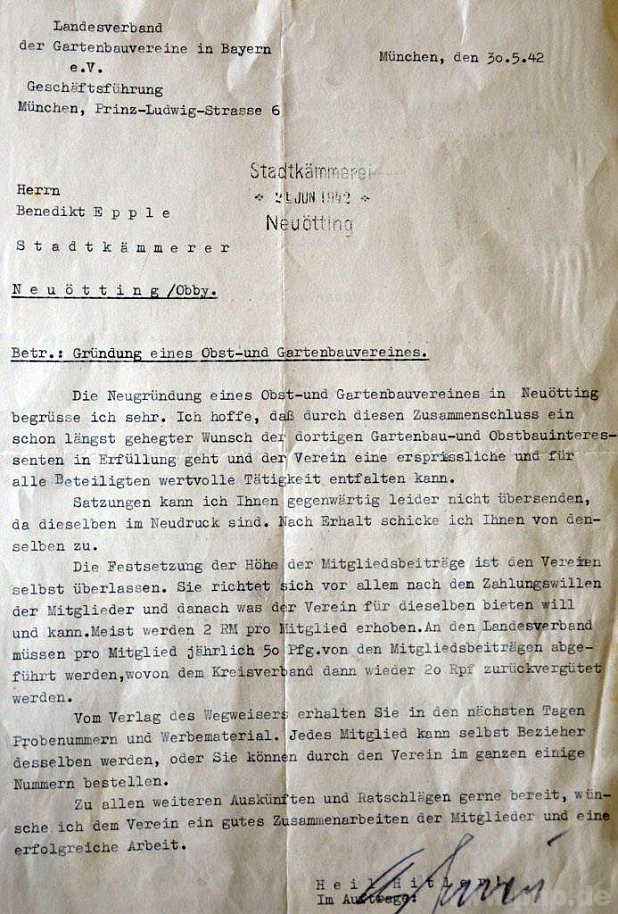 Landesverband
der Gartenbauvereine in Bayern
e.V.
Geschäftsführung
München, Prinz-Ludwig-Strasse 6
München, den 30.5.42
Stadtkämmerei
JUN 1942
Neuötting
Herrn
Benedikt E p p l e
S t a d t k ä m m e r e r
N e u ö t t i n g /Obby.
Betr.: Gründung eines Obst-und Gartenbauvereines.
Die Neugründung eines Obst-und Gartenbauvereines in Neuötting
begrüsse ich sehr. Ich hoffe, daß durch diesen Zusammenschluss ein
schon längst gehegter Wunsch der dortigen Gartenbau-und Obstbauinteres-
senten in Erfüllung geht und der Verein eine ersprissliche und für
alle Beteiligten wertvolle Tätigkeit entfalten kann.
Satzungen kann ich Ihnen gegenwärtig leider nicht übersenden,
da dieselben im Neudruck sind. Nach Erhalt schicke ich Ihnen von den-
selben zu.
Die Festsetzung der Höhe der Mitgliedsbeiträge ist den Vereinen
selbst überlassen. Sie richtet sich vor allem nach den Zahlungswillen
der Mitglieder und danach was der Verein für dieselben bieten will
und kann.Meist werden 2 RM pro Mitglied erhoben.An den Landesverband
müssen pro Mitglied jährlich 5o Pfg.von den Mitgliedsbeiträgen abge-
führt werden,wovon dem Kreisverband dann wieder 2o Rpf zurückvergütet
werden.
Vom Verlag des Wegweisers erhalten Sie in den nächsten Tagen
Probenummern und Werbematerial. Jedes Mitglied kann selbst Bezieher
desselben werden, oder Sie können durch den Verein im ganzen einige
Nummern bestellen.
Zu allen weiteren Auskünften und Ratschlägen gerne bereit, wün-
sche ich dem Verein ein gutes Zusammenarbeiten der Mitglieder und eine
erfolgreiche Arbeit.
H e i l H i t l e r !
Im Auftrage:
pnp.de